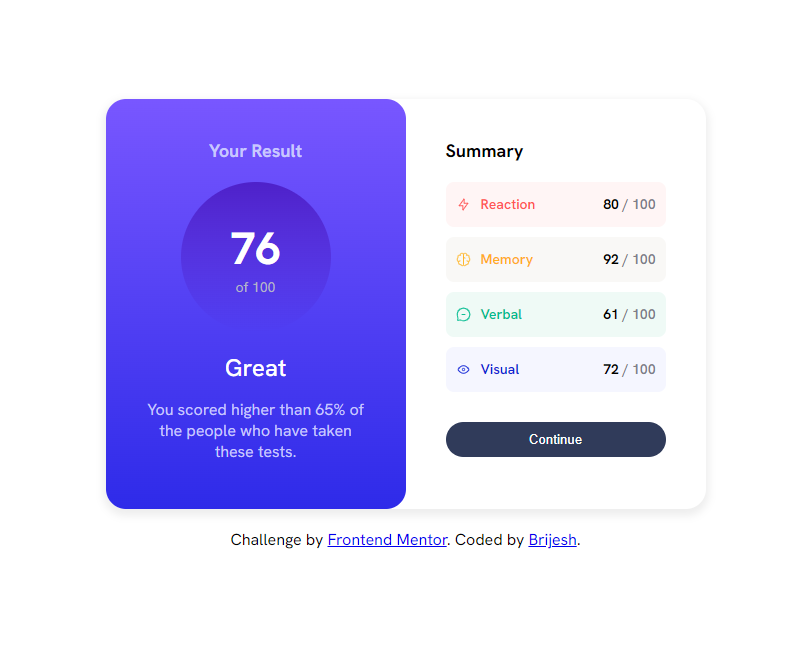 Your Result
76
of 100
Great
You scored higher than 65% of
the people who have taken
these tests.
Summary
Reaction 80 / 100
Memory 92 / 100
Verbal 61 / 100
Visual 72 / 100
Continue
Challenge by Frontend Mentor. Coded by Brijesh.